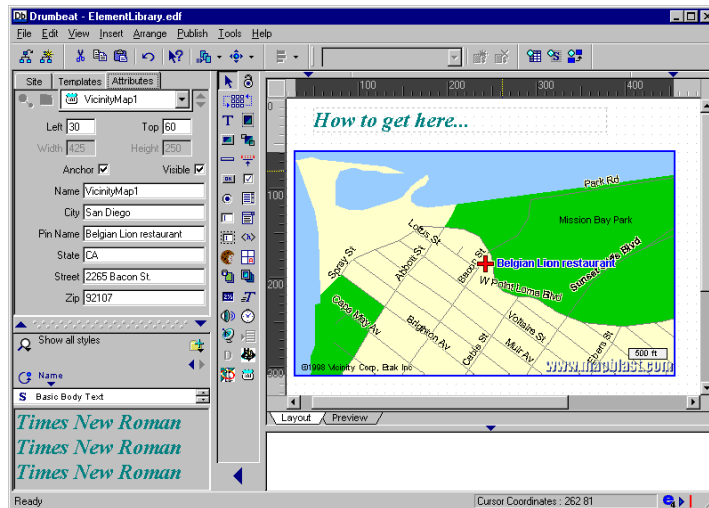 Drumbeat - ElementLibrary.edf
File Edit View Insert Arrange Publish Tools Help
Site Templates Attributes
VicinityMap1
Left 30 Top 60
Width 425 Height 250
Anchor Visible
Name VicinityMap1
City San Diego
Pin Name Belgian Lion restaurant
State CA
Street 2265 Bacon St.
Zip 92107
Show all styles
Name
S Basic Body Text
Times New Roman
Times New Roman
Times New Roman
100 200 300 400
0
100
200
300
How to get here...
Park Rd
Mission Bay Park
Lotus St
Spray St
Abbott St
Bacon St
Belgian Lion restaurant
Sunset Cliffs Blvd
W Point Loma Blvd
Cape May Av
Brighton Av
Voltaire St
Cable St
Muir Av
Ebers St
500 ft
©1998 Vicinity Corp, Etak Inc
www.mapblast.com
Layout Preview
Ready
Cursor Coordinates : 262 81